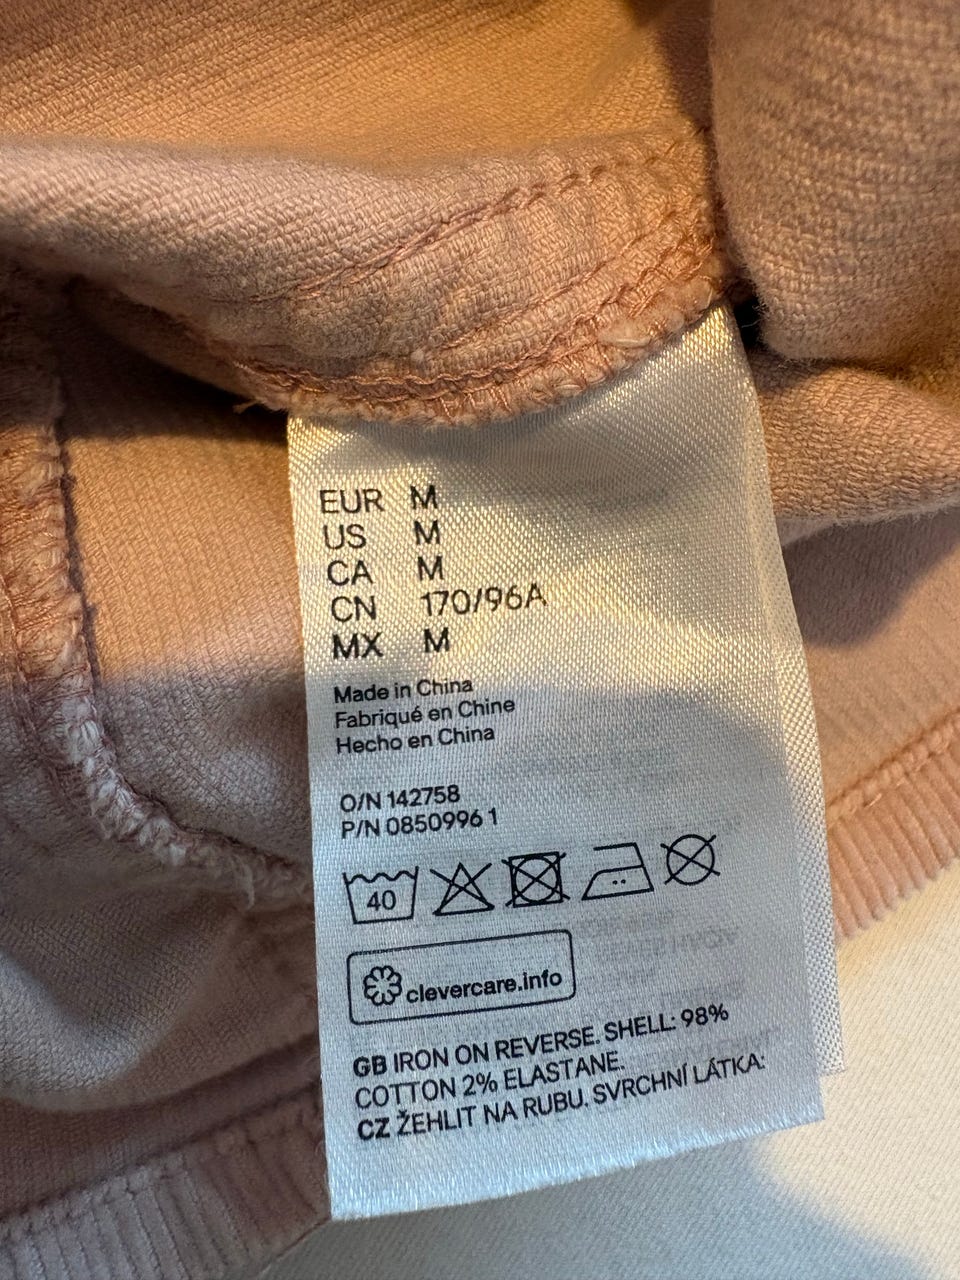 EUR M
US M
CA M
CN 170/96A
MX M
Made in China
Fabriqué en Chine
Hecho en China
O/N 142758
P/N 0850996 1
40
clevercare.info
GB IRON ON REVERSE. SHELL: 98%
COTTON 2% ELASTANE.
CZ ŽEHLIT NA RUBU. SVRCHNÍ LÁTKA: